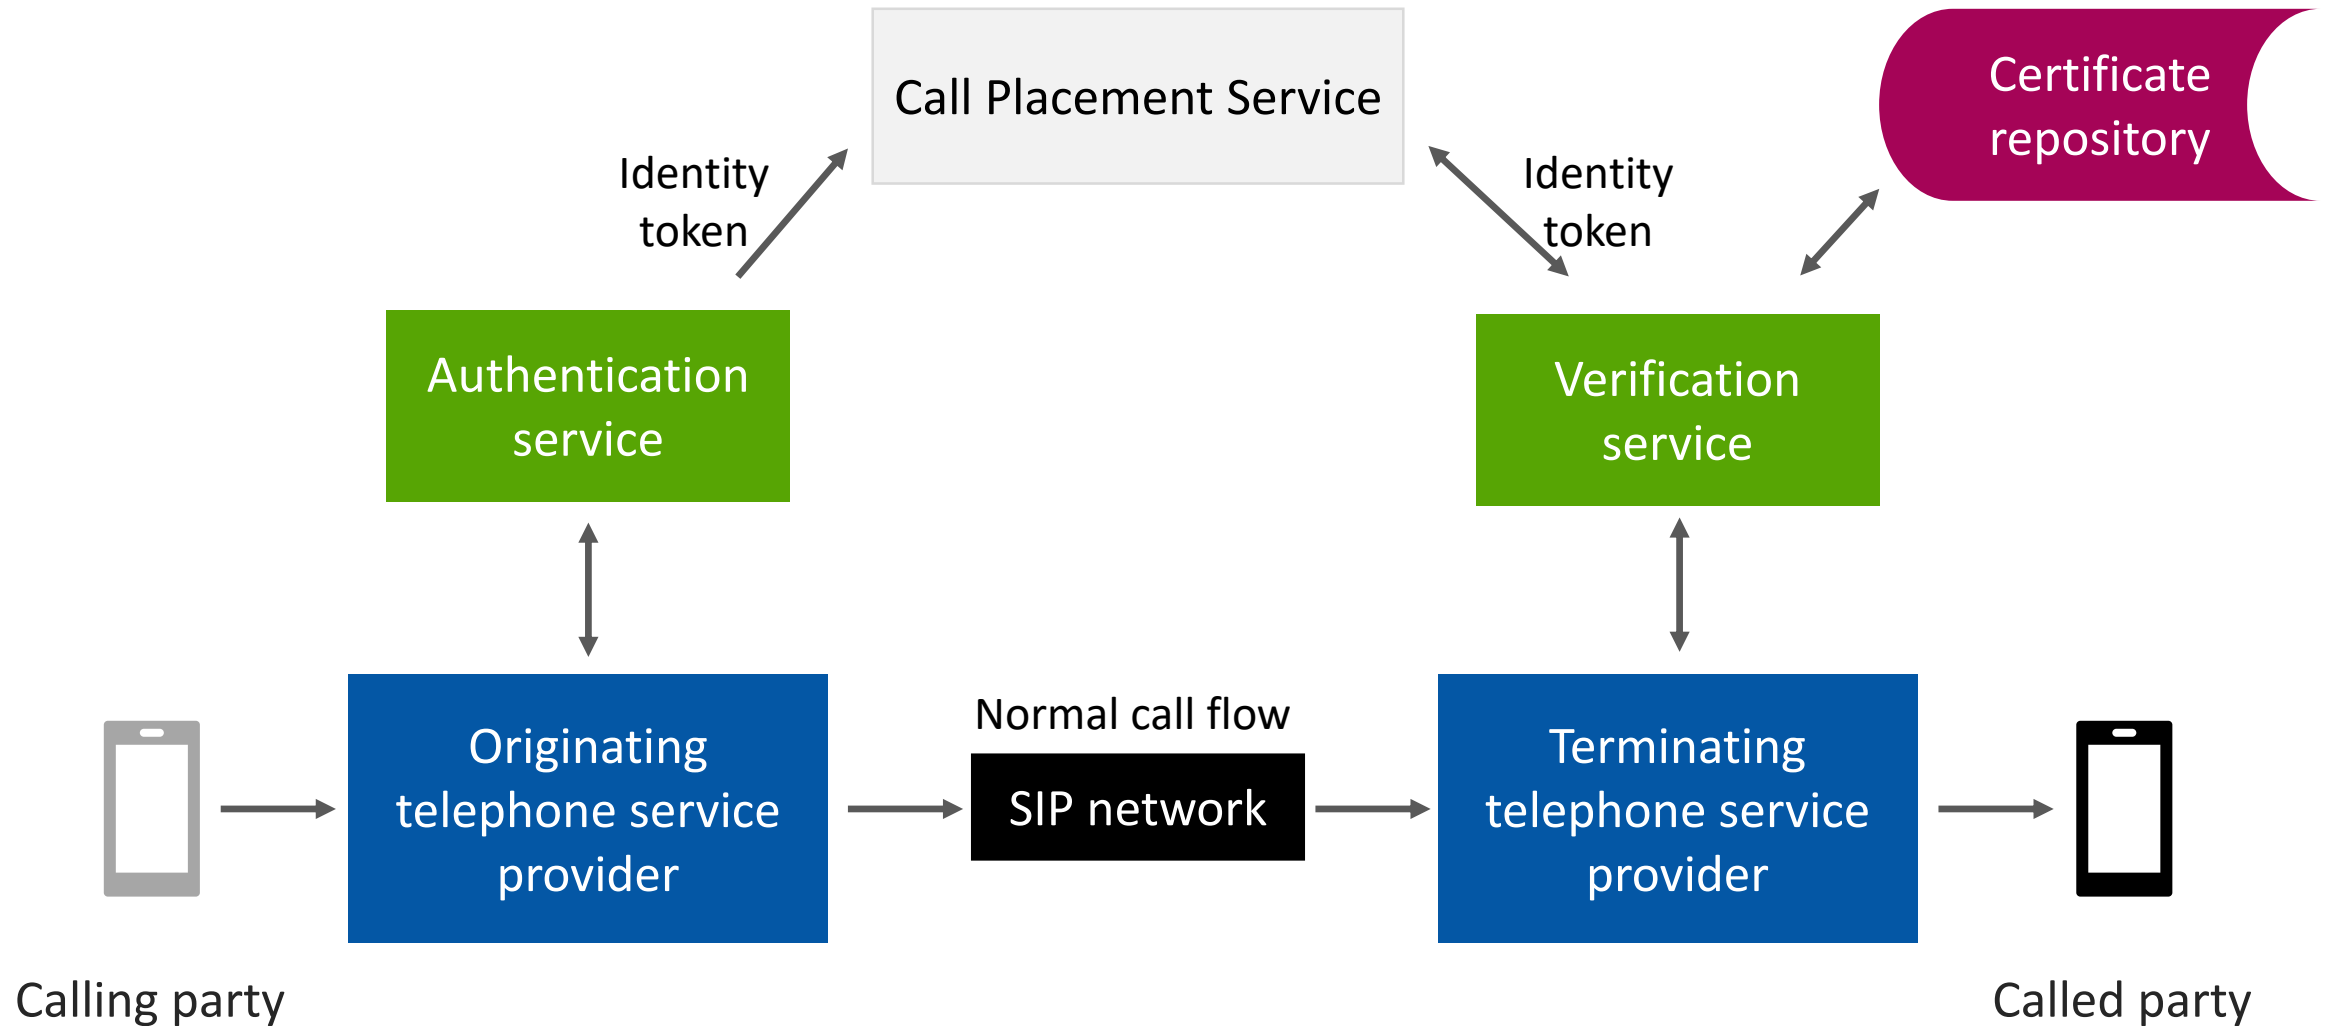 Call Placement Service
Certificate
repository
Identity
token
Identity
token
Authentication
service
Verification
service
Normal call flow
Originating
telephone service
provider
SIP network
Terminating
telephone service
provider
Calling party
Called party